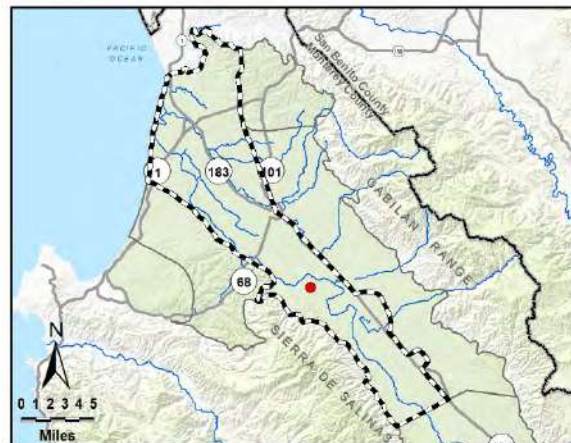 PACIFIC
OCEAN
1
San Benito County
Monterey County
1
183
101
GABILAN RANGE
68
SIERRA DE SALINAS
N
0 1 2 3 4 5
Miles